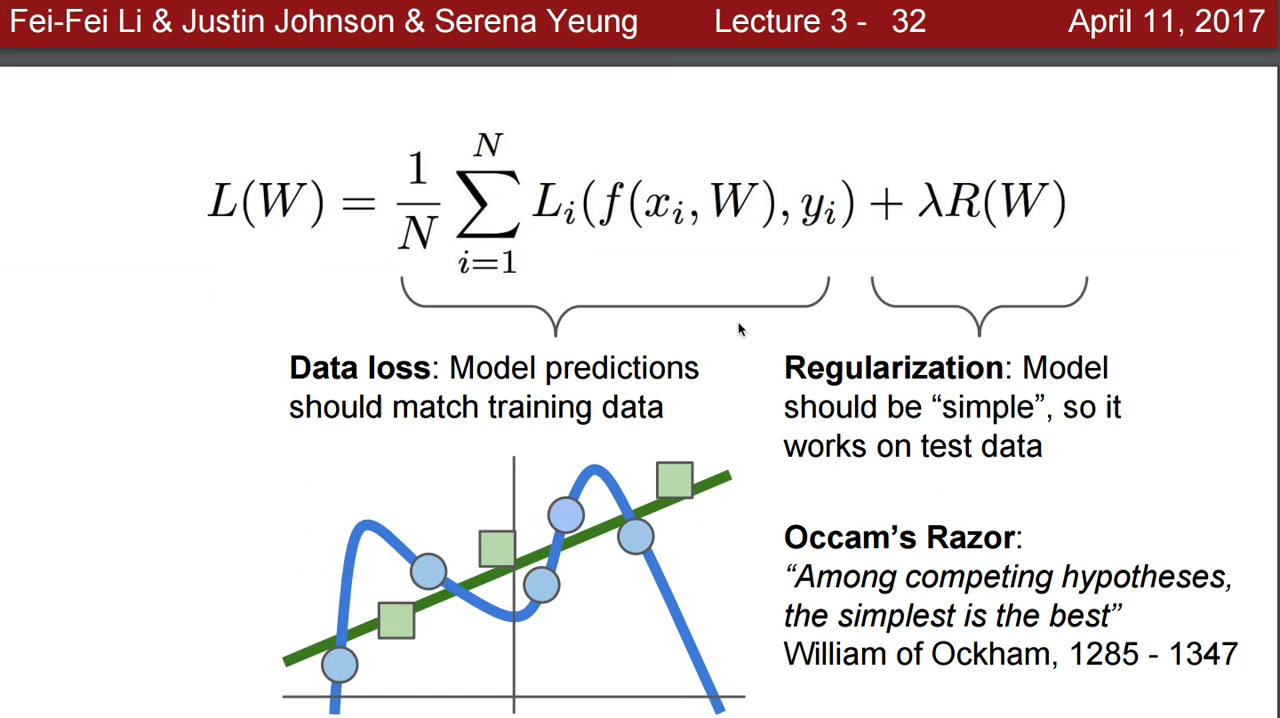 Fei-Fei Li & Justin Johnson & Serena Yeung Lecture 3 - 32 April 11, 2017
L(W) = \frac{1}{N} \sum_{i=1}^{N} L_i(f(x_i, W), y_i) + λR(W)
Data loss: Model predictions
should match training data
Regularization: Model
should be “simple”, so it
works on test data
Occam’s Razor:
“Among competing hypotheses,
the simplest is the best”
William of Ockham, 1285 - 1347